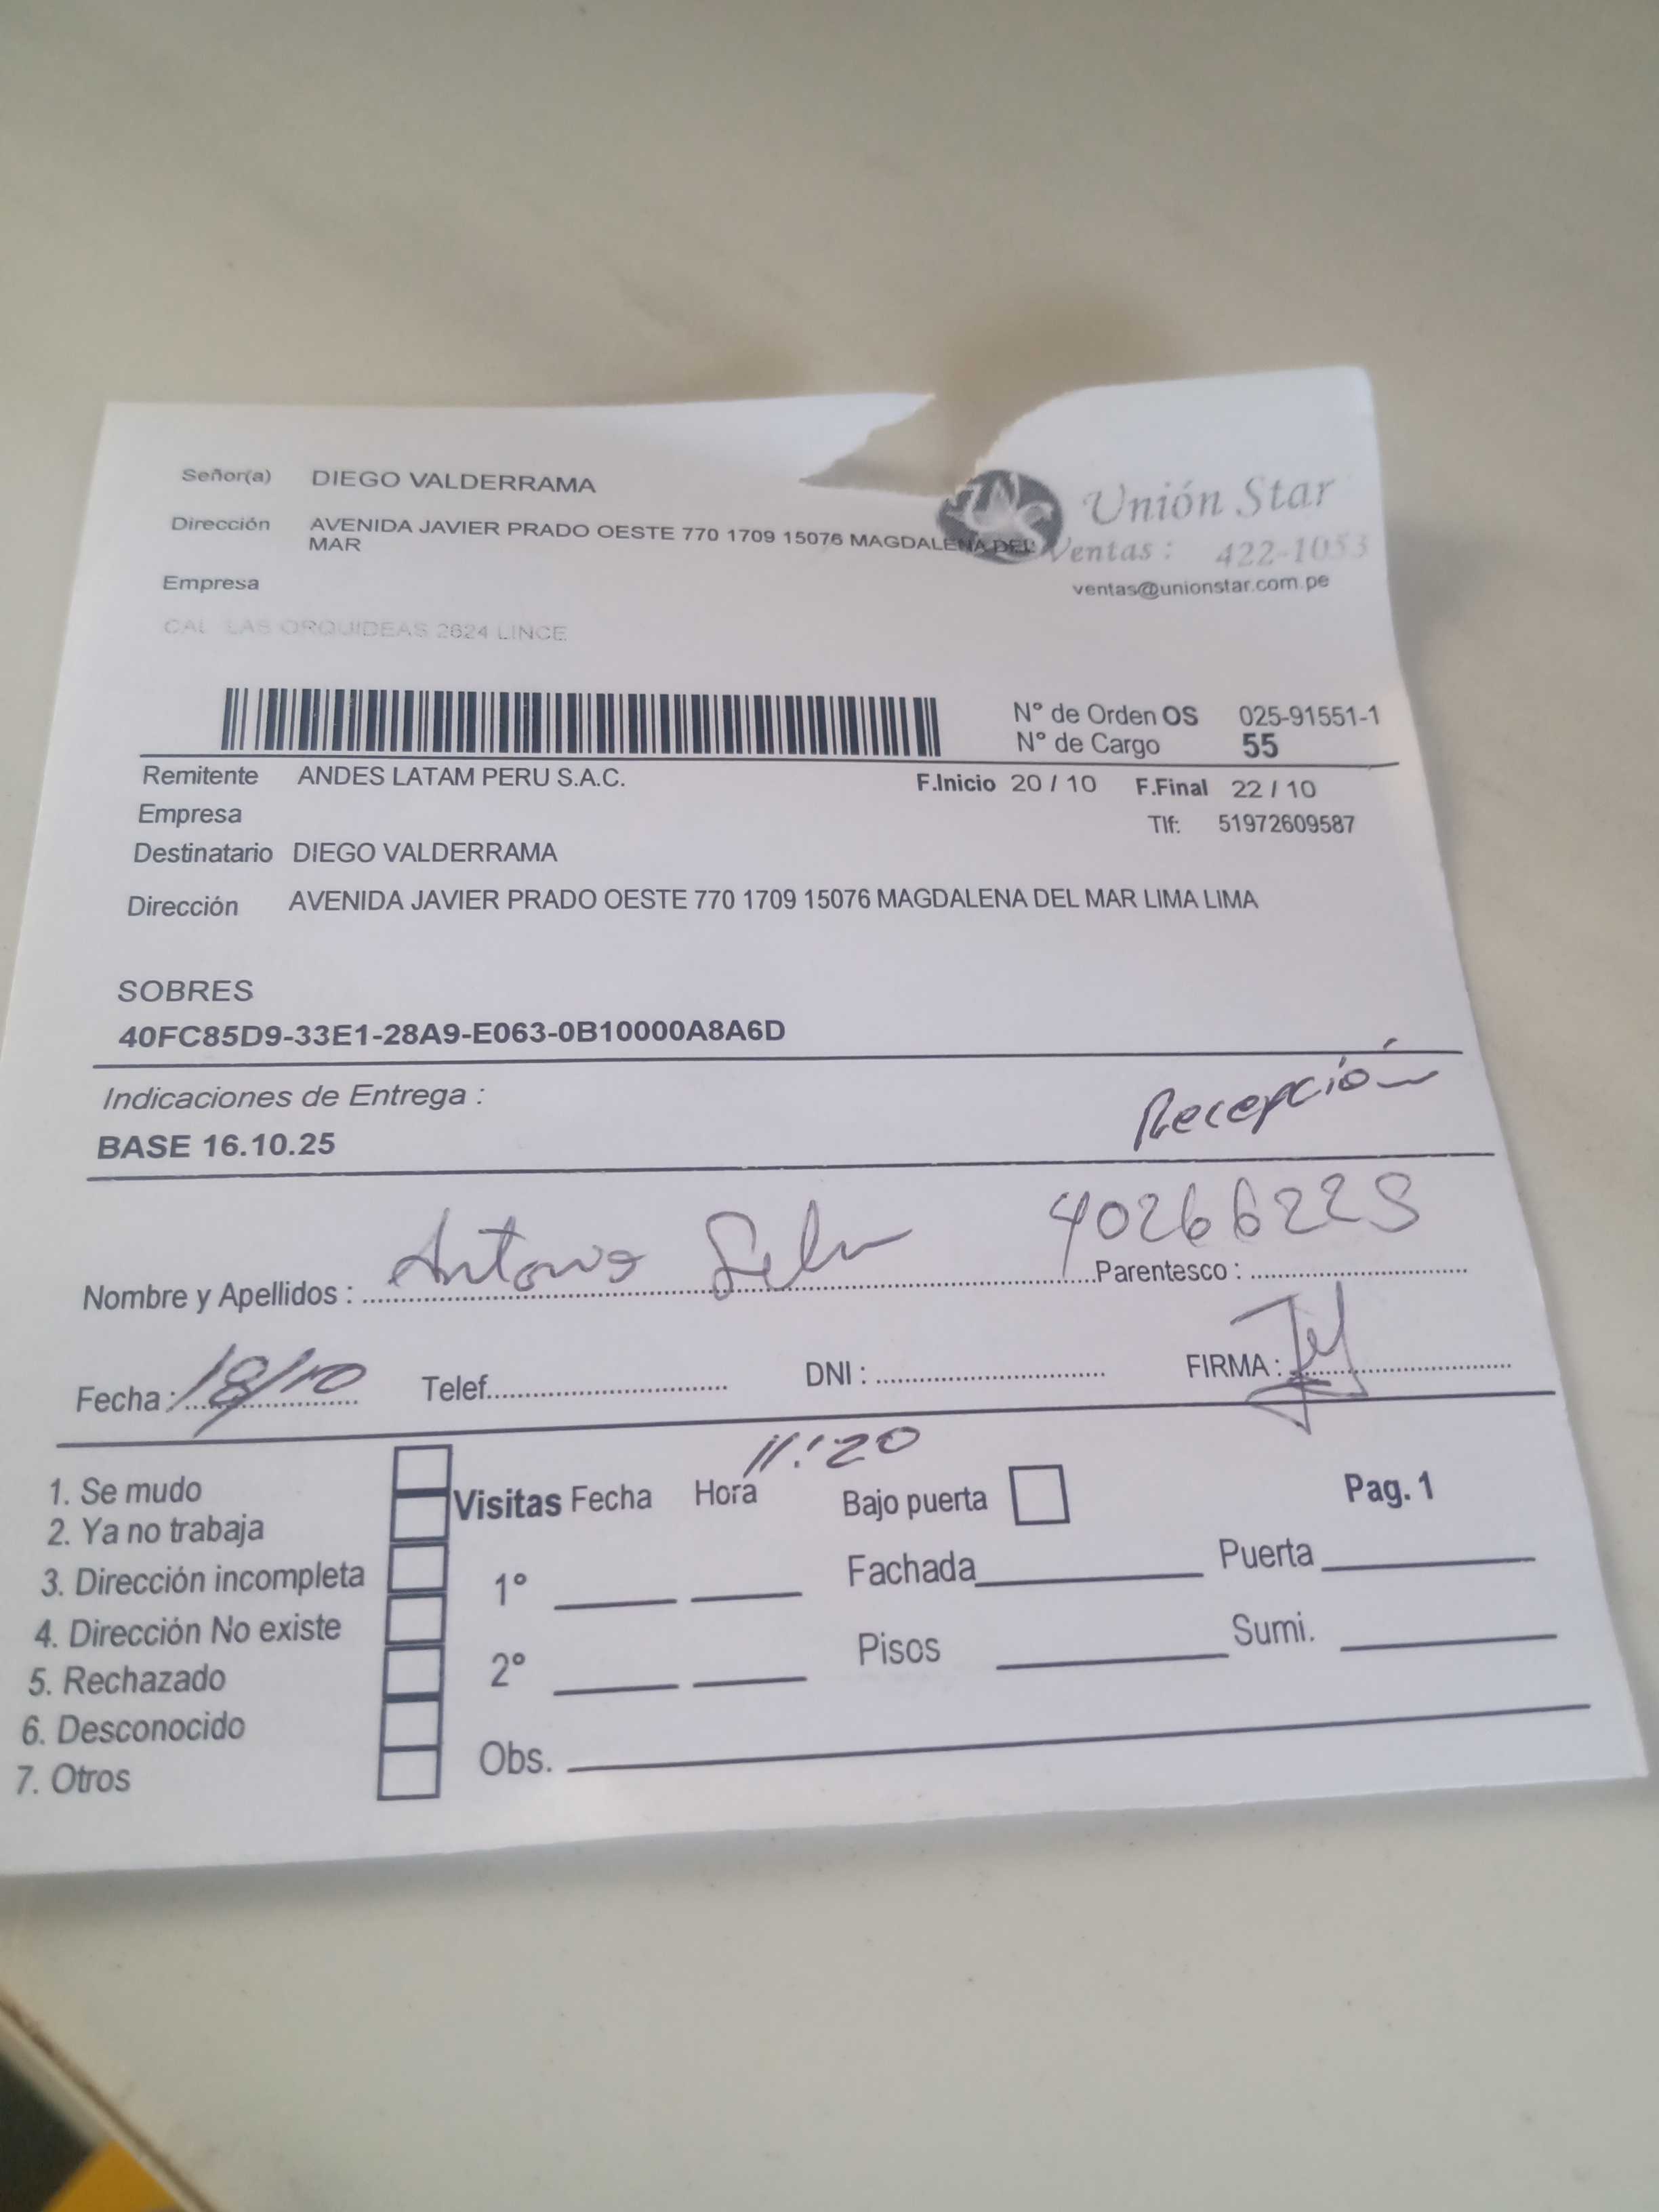 Señor(a) DIEGO VALDERRAMA
Unión Star
Dirección AVENIDA JAVIER PRADO OESTE 770 1709 15076 MAGDALENA DEL
MAR
Ventas : 422-1053
Empresa
ventas@unionstar.com.pe
CAL LAS ORQUIDEAS 2624 LINCE
N° de Orden OS 025-91551-1
N° de Cargo 55
Remitente ANDES LATAM PERU S.A.C. F.Inicio 20 / 10 F.Final 22 / 10
Empresa Tlf: 51972609587
Destinatario DIEGO VALDERRAMA
Dirección AVENIDA JAVIER PRADO OESTE 770 1709 15076 MAGDALENA DEL MAR LIMA LIMA
SOBRES
40FC85D9-33E1-28A9-E063-0B10000A8A6D
Indicaciones de Entrega :
Recepción
BASE 16.10.25
Nombre y Apellidos : Antonio Parentesco :
Fecha : 18/10 Telef. DNI : FIRMA :
11:20
1. Se mudo
2. Ya no trabaja
3. Dirección incompleta
4. Dirección No existe
5. Rechazado
6. Desconocido
7. Otros
Visitas Fecha Hora Bajo puerta Pag. 1
1° Fachada Puerta
2° Pisos Sumi.
Obs.